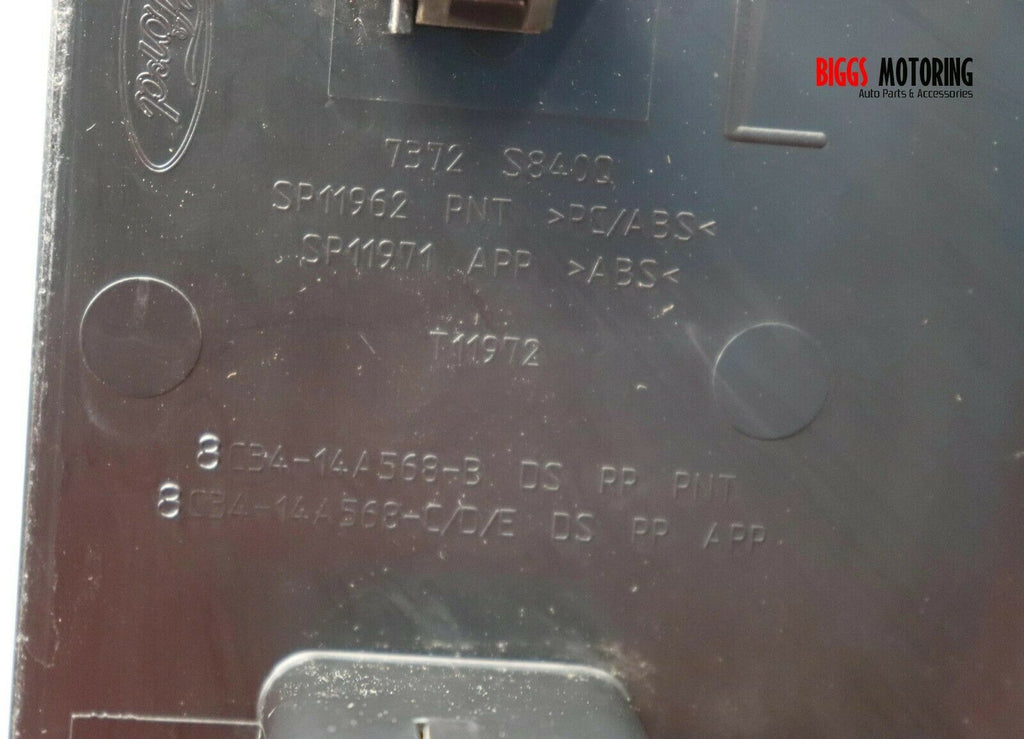 Ford
BIGGS MOTORING
Auto Parts & Accessories
7372 S840Q
SP11962 PNT >PC/ABS<
SP11971 APP >ABS<
T11972
8CB4-14A568-B DS PP PNT
8CB4-14A568-C/D/E DS PP APP